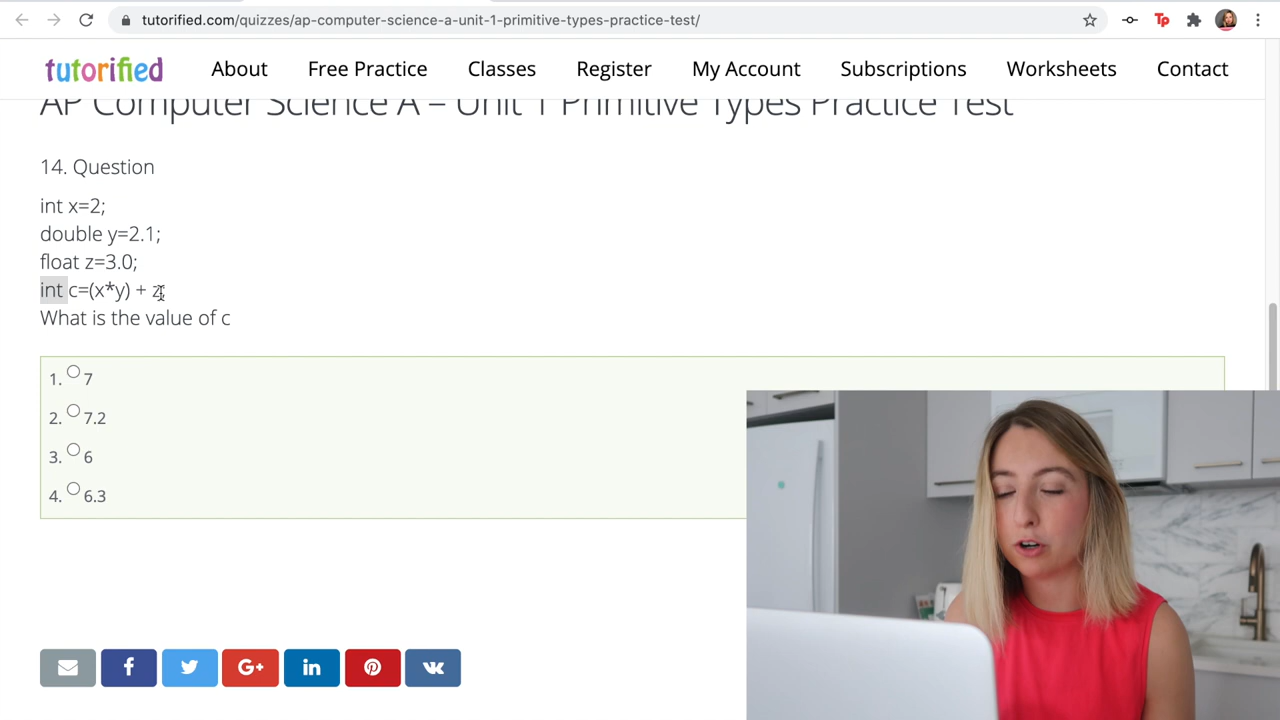 tutorified.com/quizzes/ap-computer-science-a-unit-1-primitive-types-practice-test/
Tp
tutorified About Free Practice Classes Register My Account Subscriptions Worksheets Contact
AP Computer Science A – Unit 1 Primitive Types Practice Test
14. Question
int x=2;
double y=2.1;
float z=3.0;
int c=(x*y) + z
What is the value of c
1. 7
2. 7.2
3. 6
4. 6.3
f G+ in